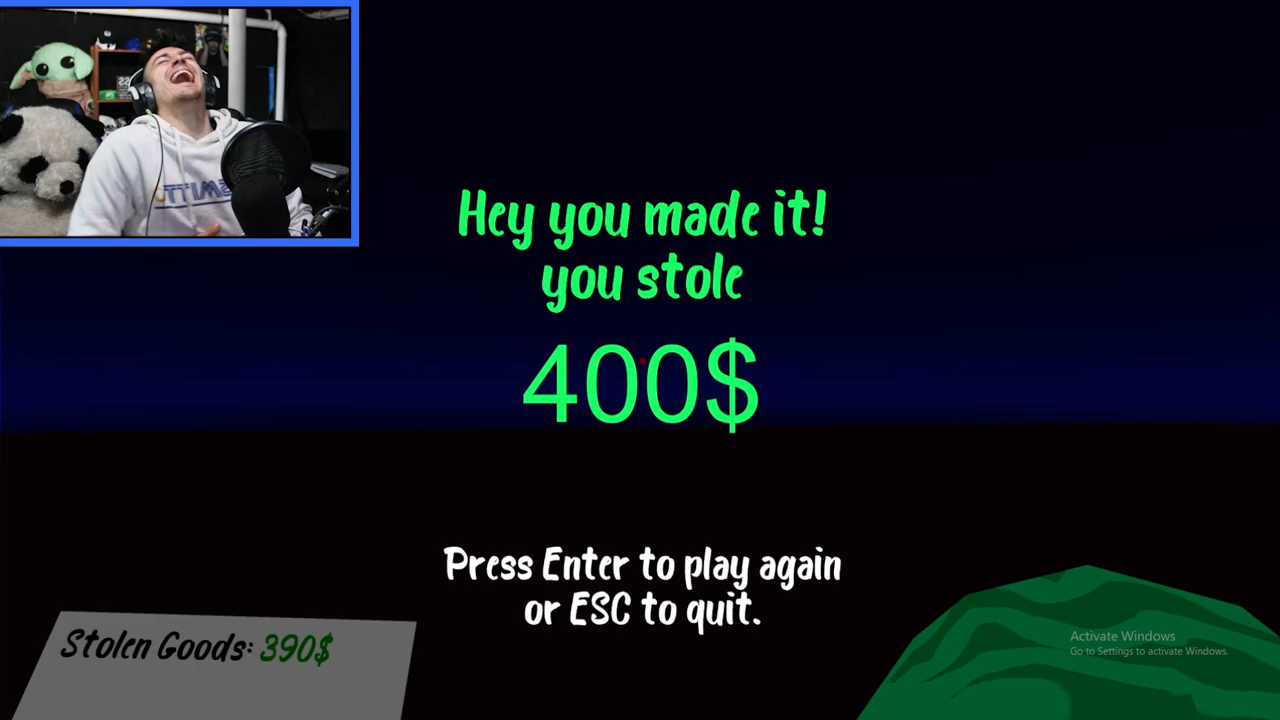 Hey you made it!
you stole
400$
Press Enter to play again
or ESC to quit.
Stolen Goods: 390$
Activate Windows
Go to Settings to activate Windows.